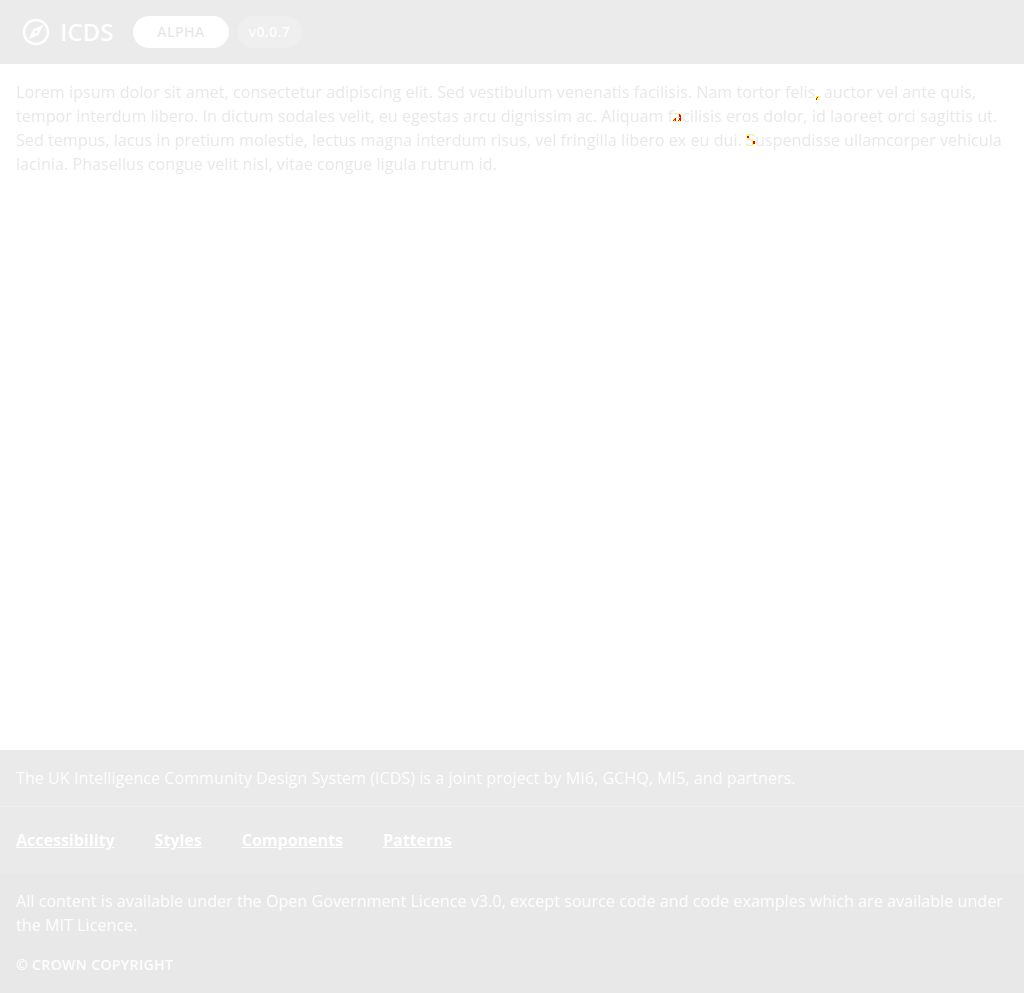 ICDS ALPHA v0.0.7
Lorem ipsum dolor sit amet, consectetur adipiscing elit. Sed vestibulum venenatis facilisis. Nam tortor felis, auctor vel ante quis,
tempor interdum libero. In dictum sodales velit, eu egestas arcu dignissim ac. Aliquam facilisis eros dolor, id laoreet orci sagittis ut.
Sed tempus, lacus in pretium molestie, lectus magna interdum risus, vel fringilla libero ex eu dui. Suspendisse ullamcorper vehicula
lacinia. Phasellus congue velit nisl, vitae congue ligula rutrum id.
The UK Intelligence Community Design System (ICDS) is a joint project by MI6, GCHQ, MI5, and partners.
Accessibility Styles Components Patterns
All content is available under the Open Government Licence v3.0, except source code and code examples which are available under
the MIT Licence.
© CROWN COPYRIGHT